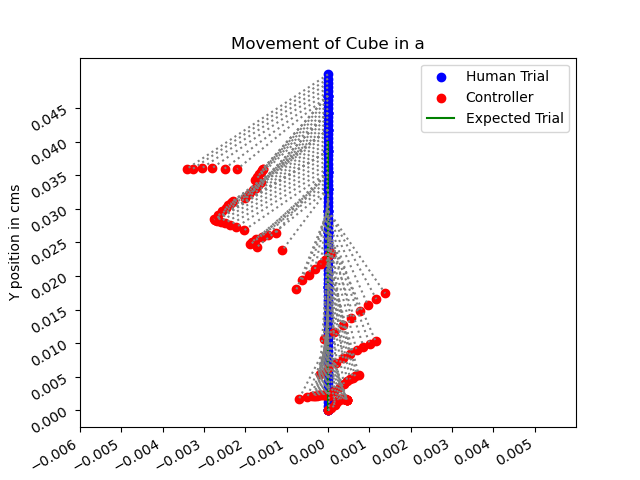 Movement of Cube in a
Human Trial
Controller
Expected Trial
Y position in cms
0.045
0.040
0.035
0.030
0.025
0.020
0.015
0.010
0.005
0.000
−0.006 −0.005 −0.004 −0.003 −0.002 −0.001 0.000 0.001 0.002 0.003 0.004 0.005